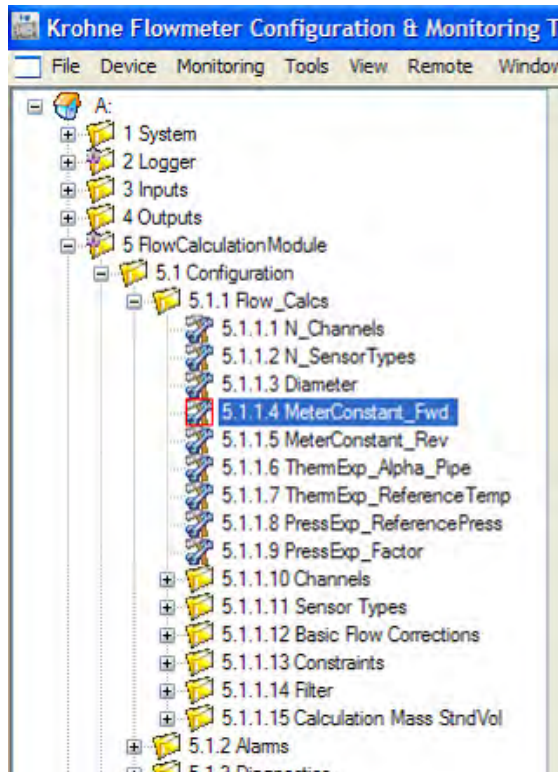 Krohne Flowmeter Configuration & Monitoring T
File Device Monitoring Tools View Remote Window
A:
1 System
2 Logger
3 Inputs
4 Outputs
5 FlowCalculationModule
5.1 Configuration
5.1.1 Flow_Calcs
5.1.1.1 N_Channels
5.1.1.2 N_SensorTypes
5.1.1.3 Diameter
5.1.1.4 MeterConstant_Fwd
5.1.1.5 MeterConstant_Rev
5.1.1.6 ThermExp_Alpha_Pipe
5.1.1.7 ThermExp_ReferenceTemp
5.1.1.8 PressExp_ReferencePress
5.1.1.9 PressExp_Factor
5.1.1.10 Channels
5.1.1.11 Sensor Types
5.1.1.12 Basic Flow Corrections
5.1.1.13 Constraints
5.1.1.14 Filter
5.1.1.15 Calculation Mass StndVol
5.1.2 Alarms
5.1.3 Diagnostics